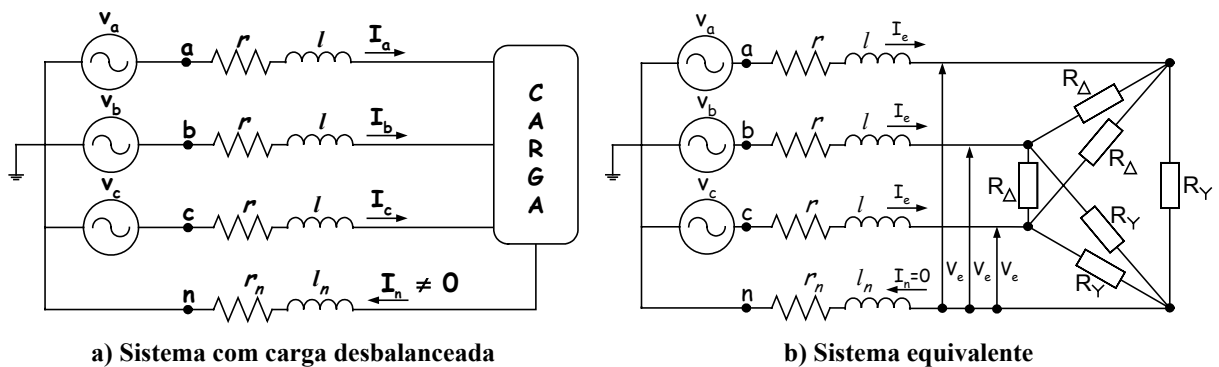 v_a
a
r
l
I_a
v_b
b
r
l
I_b
v_c
c
r
l
I_c
n
r_n
l_n
I_n ≠ 0
CARGA
a) Sistema com carga desbalanceada
v_a
a
r
l
I_e
v_b
b
r
l
I_e
v_c
c
r
l
I_e
n
r_n
l_n
I_n=0
V_e
V_e
V_e
R_Δ
R_Δ
R_Δ
R_Y
R_Y
R_Y
b) Sistema equivalente